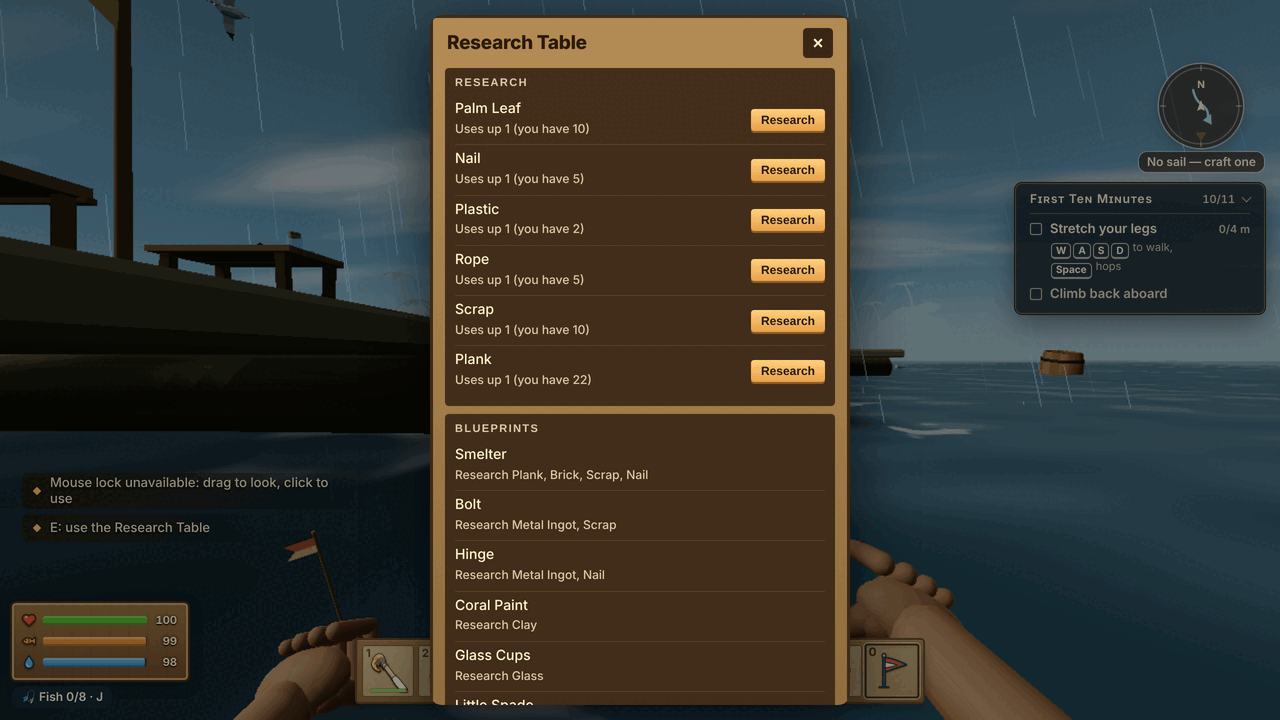 Research Table
×
RESEARCH
Palm Leaf
Uses up 1 (you have 10)
Research
Nail
Uses up 1 (you have 5)
Research
Plastic
Uses up 1 (you have 2)
Research
Rope
Uses up 1 (you have 5)
Research
Scrap
Uses up 1 (you have 10)
Research
Plank
Uses up 1 (you have 22)
Research
BLUEPRINTS
Smelter
Research Plank, Brick, Scrap, Nail
Bolt
Research Metal Ingot, Scrap
Hinge
Research Metal Ingot, Nail
Coral Paint
Research Clay
Glass Cups
Research Glass
Little Spade
N
No sail — craft one
First Ten Minutes 10/11
Stretch your legs 0/4 m
W A S D to walk,
Space hops
Climb back aboard
Mouse lock unavailable: drag to look, click to
use
E: use the Research Table
100
99
98
Fish 0/8 · J
1
2
0